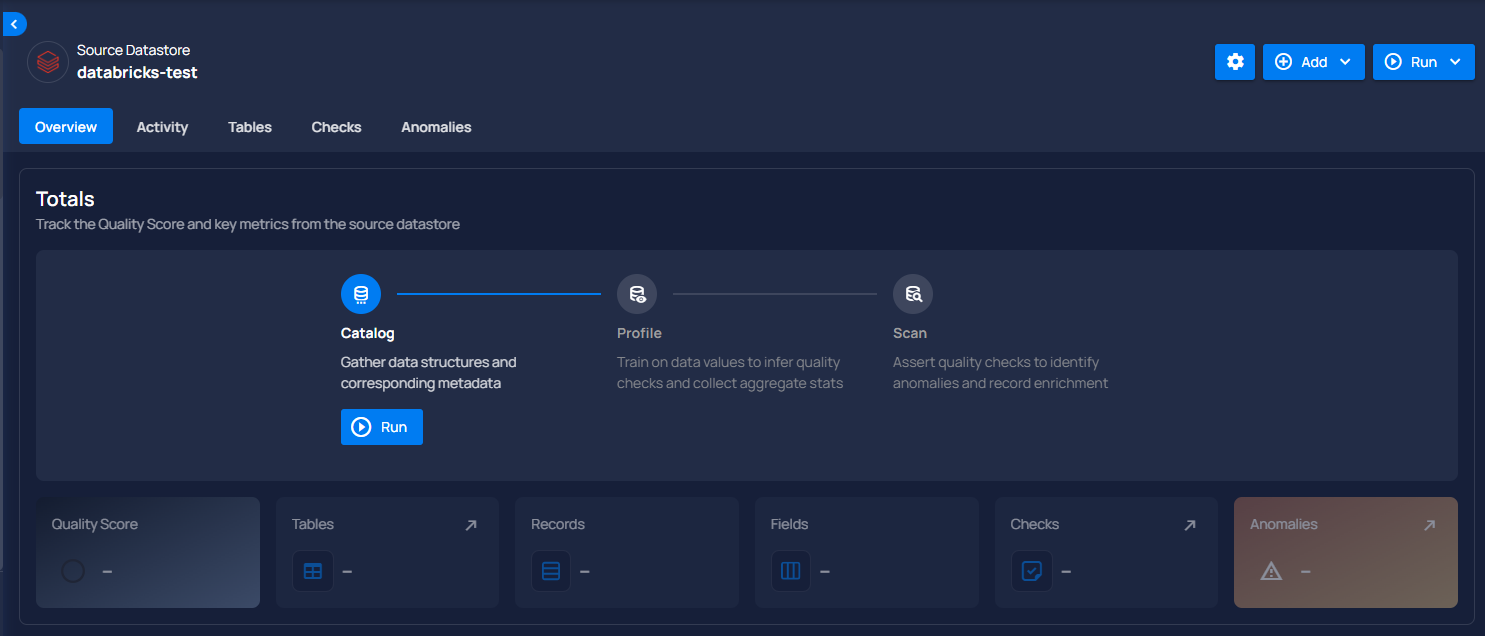 Source Datastore
databricks-test
Add
Run
Overview
Activity
Tables
Checks
Anomalies
Totals
Track the Quality Score and key metrics from the source datastore
Catalog
Gather data structures and
corresponding metadata
Run
Profile
Train on data values to infer quality
checks and collect aggregate stats
Scan
Assert quality checks to identify
anomalies and record enrichment
Quality Score
–
Tables
–
Records
–
Fields
–
Checks
–
Anomalies
–